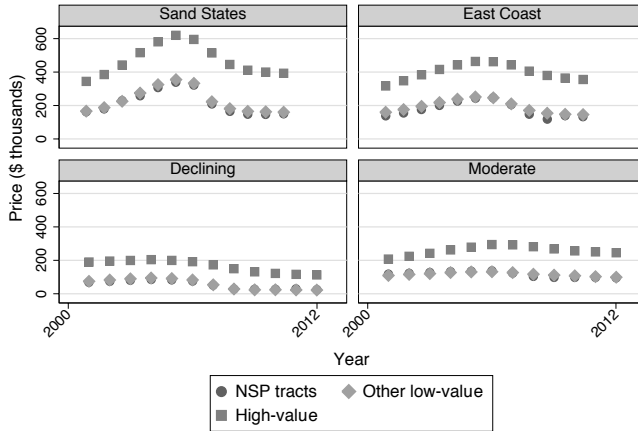 Sand States
East Coast
600
400
200
0
Declining
Moderate
600
400
200
0
Price ($ thousands)
2000
2012
2000
2012
Year
NSP tracts
Other low-value
High-value